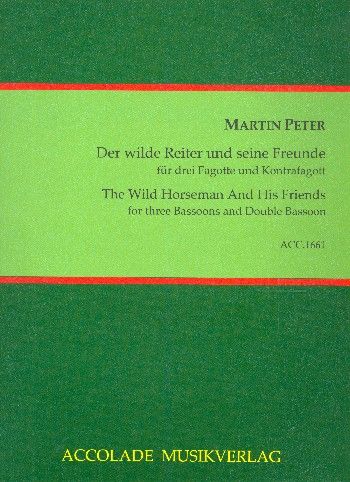 MARTIN PETER
Der wilde Reiter und seine Freunde
für drei Fagotte und Kontrafagott
The Wild Horseman And His Friends
for three Bassoons and Double Bassoon
ACC.1661
ACCOLADE MUSIKVERLAG